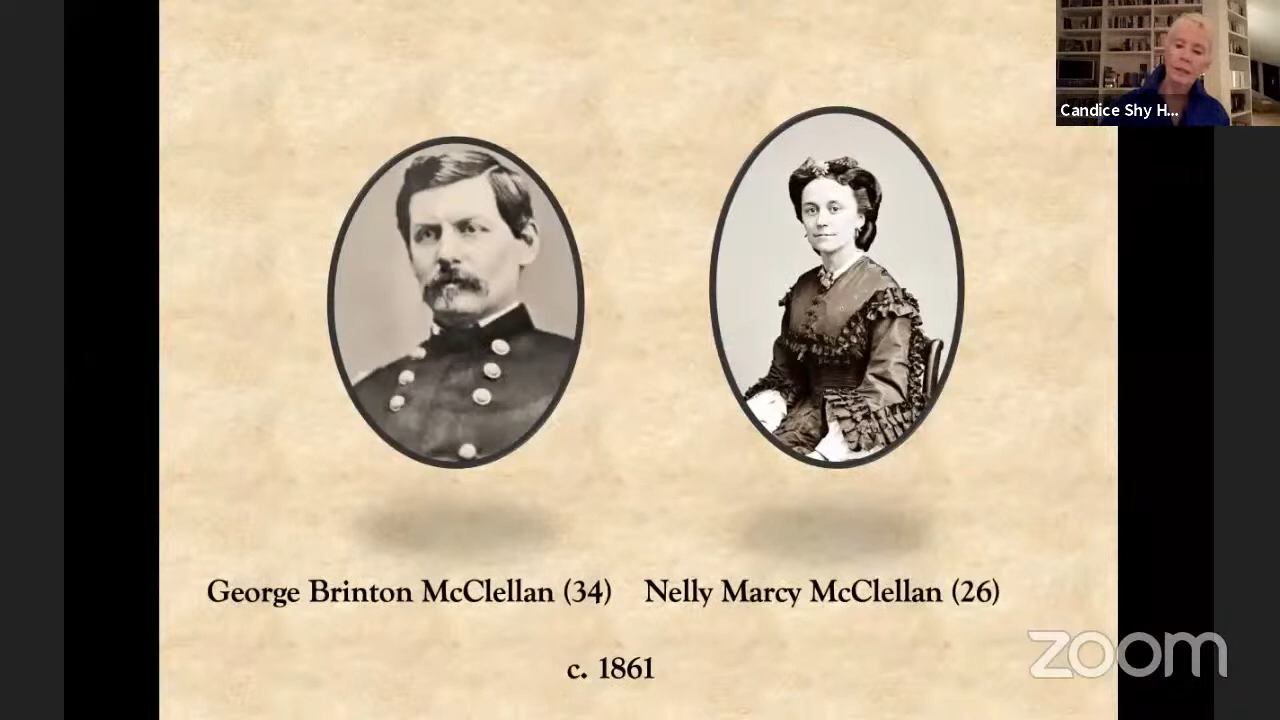 Candice Shy H...
George Brinton McClellan (34) Nelly Marcy McClellan (26)
c. 1861
zoom